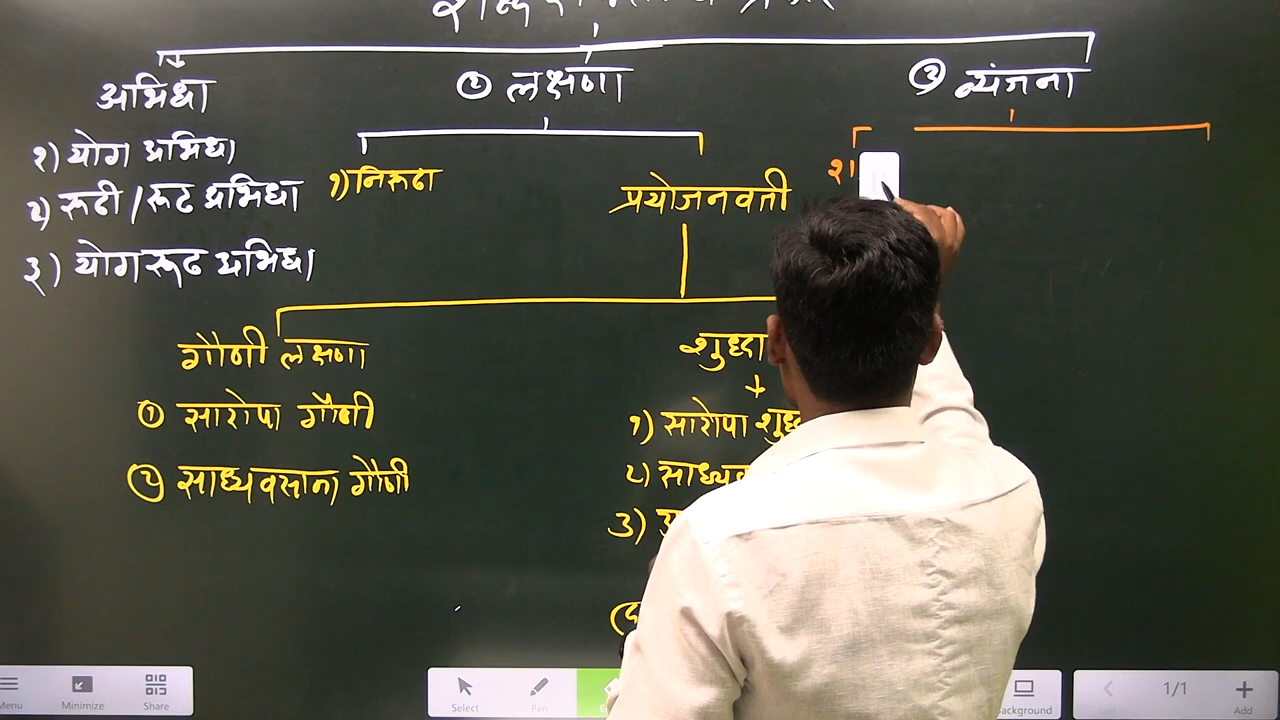 अभिधा
② लक्षणा
③ व्यंजना
१) योग अभिधा
२) रूढी / रूढ अभिधा
३) योगरूढ अभिधा
१) निरूढा
प्रयोजनवती
शा
गौणी लक्षणा
① सारोपा गौणी
② साध्यवसाना गौणी
शुध्दा
+
१) सारोपा
२)
3)
Menu
Minimize
Share
Select
Pen
1/1
Add